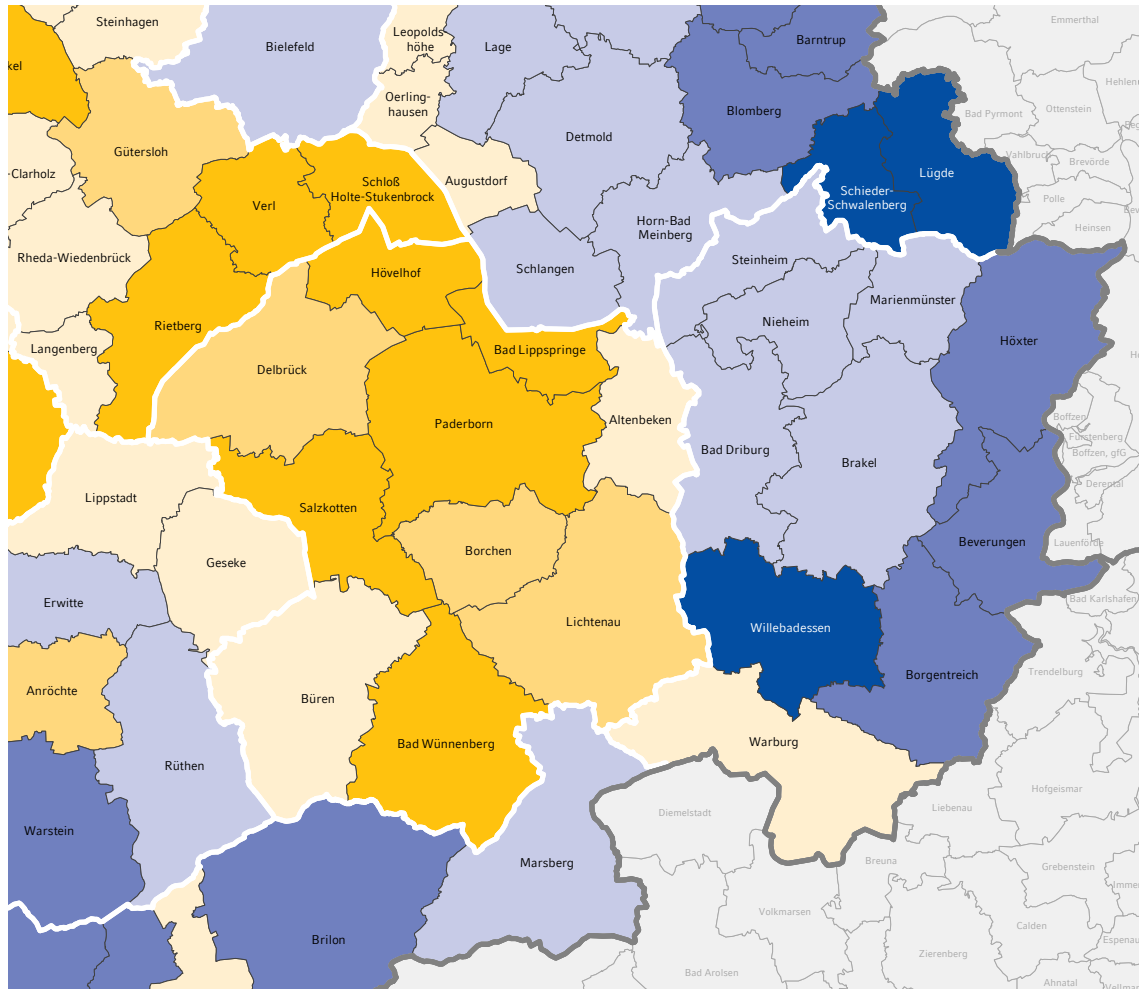 Steinhagen
Bielefeld
Leopolds
höhe
Lage
Barntrup
Emmerthal
kel
Oerling-
hausen
Blomberg
Ottenstein
Bad Pyrmont
Gütersloh
Detmold
Vahlbruch
Brevörde
-Clarholz
Augustdorf
Schloß
Holte-Stukenbrock
Lügde
Schieder-
Schwalenberg
Polle
Verl
Horn-Bad
Meinberg
Heinsen
Rheda-Wiedenbrück
Steinheim
Hövelhof
Schlangen
Marienmünster
Rietberg
Nieheim
Höxter
Langenberg
Bad Lippspringe
Delbrück
Altenbeken
Paderborn
Boffzen
Fürstenberg
Boffzen, gfG
Bad Driburg
Brakel
Derental
Lippstadt
Salzkotten
Beverungen
Lauenförde
Borchen
Geseke
Erwitte
Bad Karlshafen
Lichtenau
Willebadessen
Trendelburg
Borgentreich
Anröchte
Büren
Bad Wünnenberg
Warburg
Rüthen
Hofgeismar
Liebenau
Diemelstadt
Warstein
Marsberg
Breuna
Grebenstein
Imme
Volkmarsen
Calden
Brilon
Espenau
Zierenberg
Bad Arolsen
Ahnatal
Vellmar